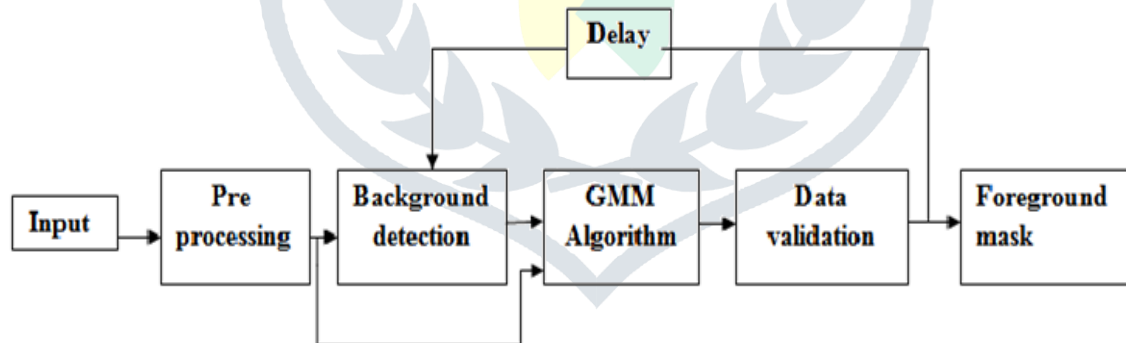 Delay
Input
Pre
processing
Background
detection
GMM
Algorithm
Data
validation
Foreground
mask